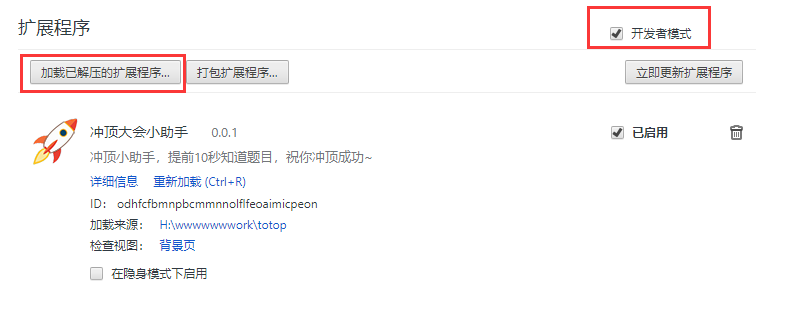 扩展程序
开发者模式
加载已解压的扩展程序... 打包扩展程序... 立即更新扩展程序
冲顶大会小助手 0.0.1 已启用
冲顶小助手，提前10秒知道题目，祝你冲顶成功~
详细信息 重新加载 (Ctrl+R)
ID： odhfcfbmnpbcmmnnolflfeoaimicpeon
加载来源： H:\wwwwwwwork\totop
检查视图： 背景页
在隐身模式下启用